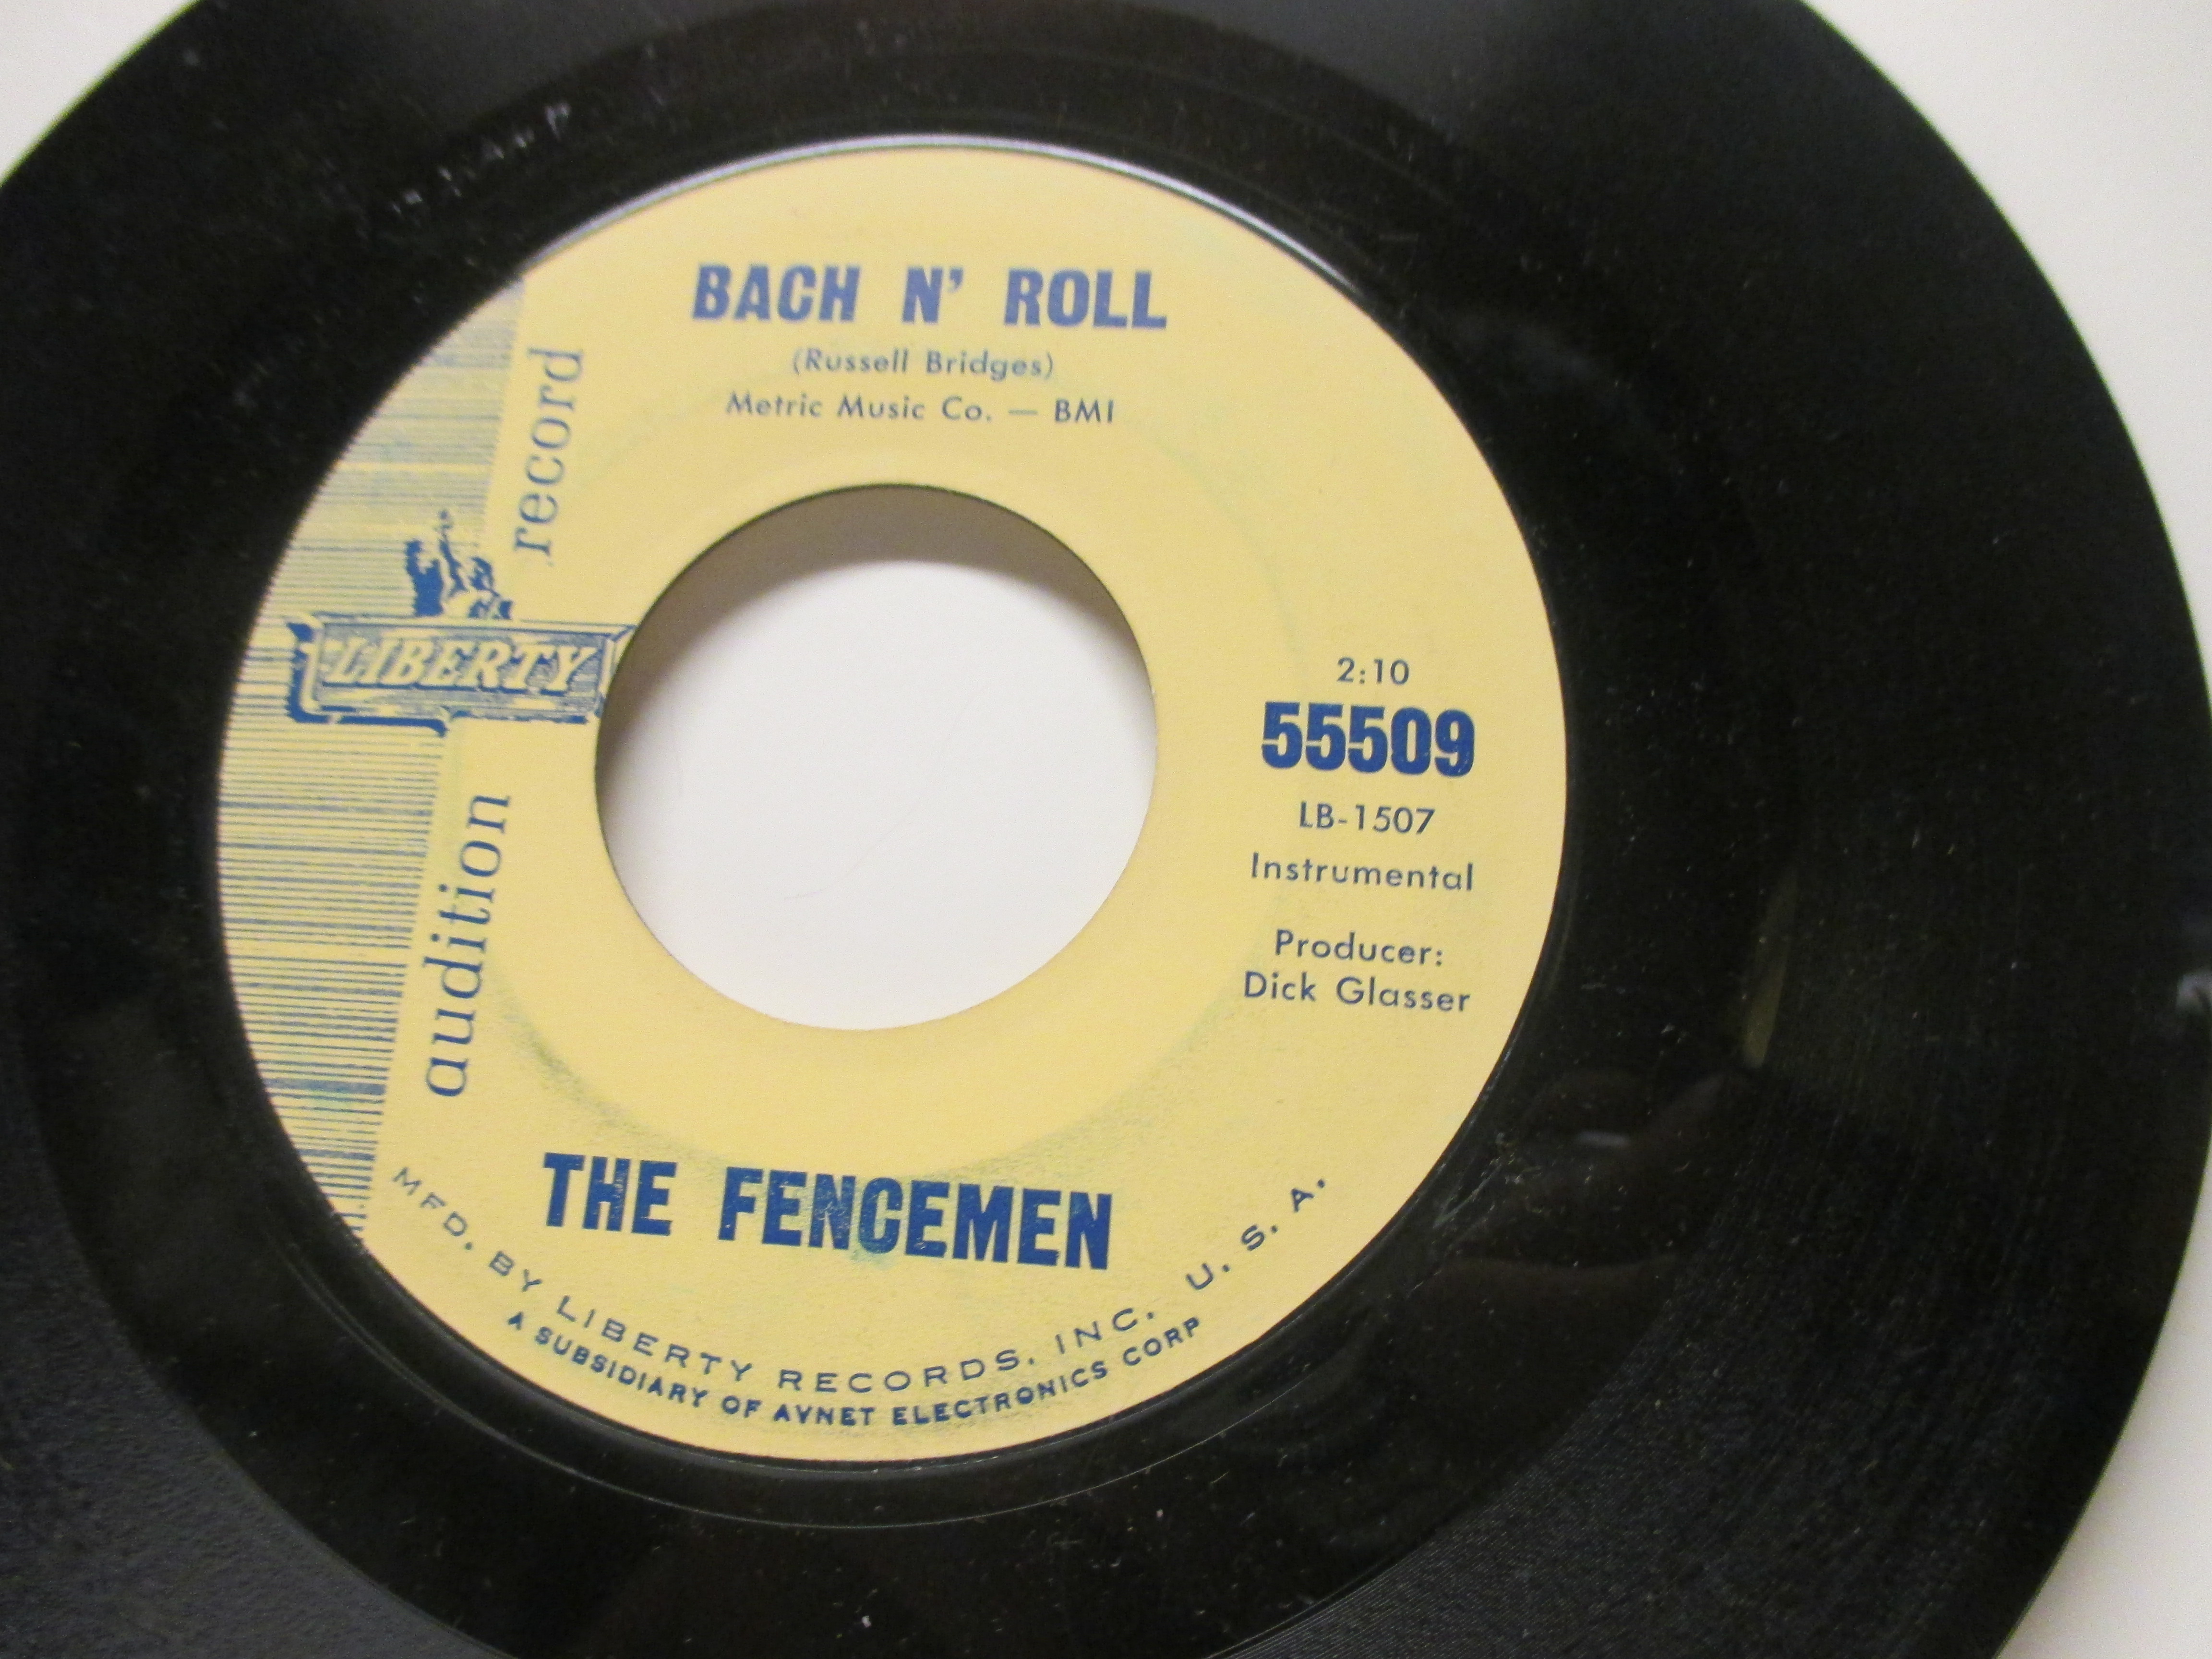 BACH N' ROLL
(Russell Bridges)
Metric Music Co. — BMI
record
LIBERTY
audition
2:10
55509
LB-1507
Instrumental
Producer:
Dick Glasser
THE FENCEMEN
MFD. BY LIBERTY RECORDS, INC. U. S. A.
A SUBSIDIARY OF AVNET ELECTRONICS CORP